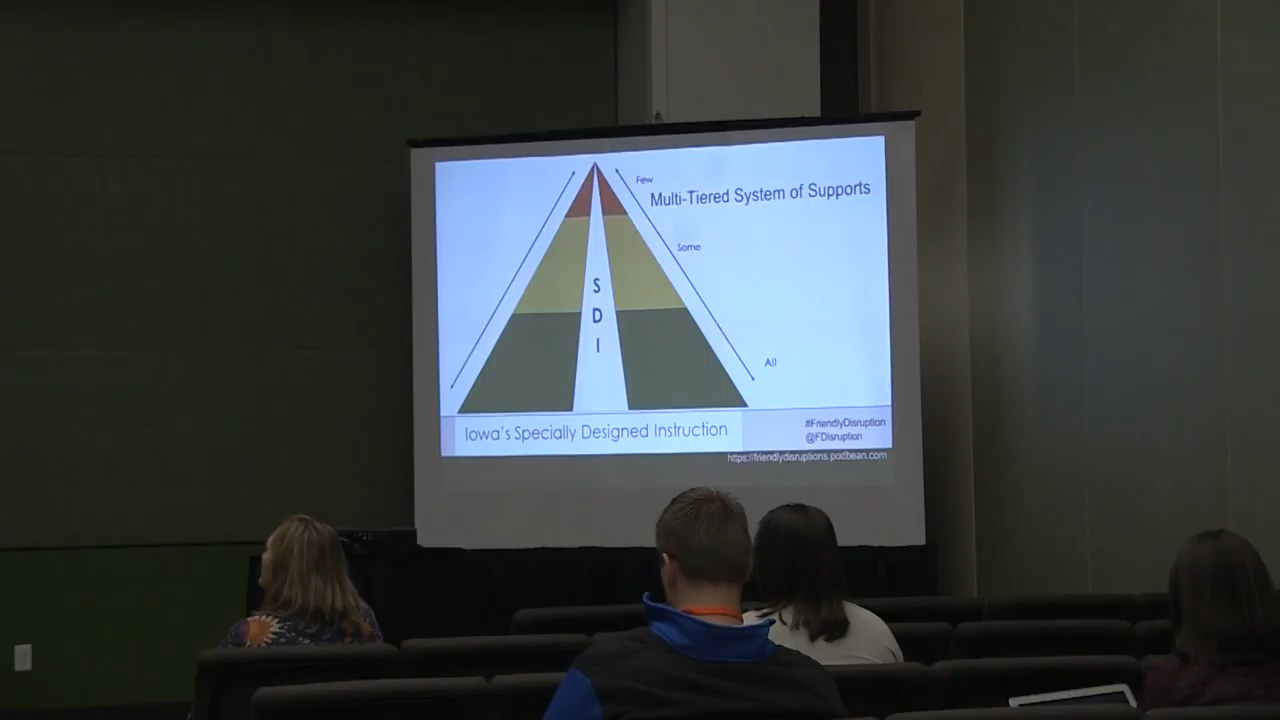 Few
Multi-Tiered System of Supports
Some
S
D
I
All
Iowa's Specially Designed Instruction
#FriendlyDisruption
@FDisruption
https://friendlydisruptions.podbean.com